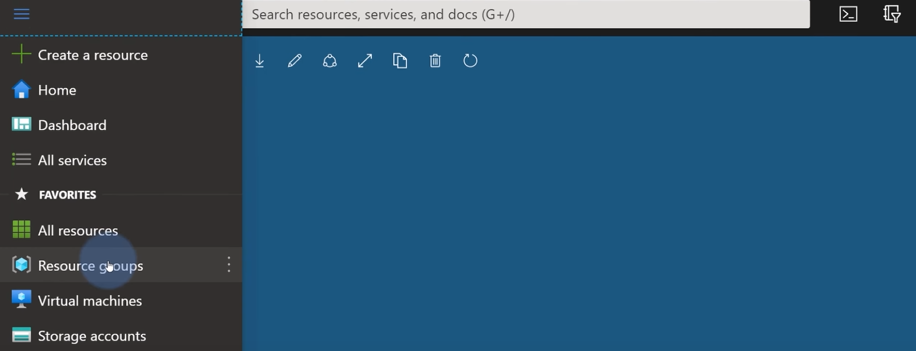 Search resources, services, and docs (G+/)
Create a resource
Home
Dashboard
All services
FAVORITES
All resources
Resource groups
Virtual machines
Storage accounts